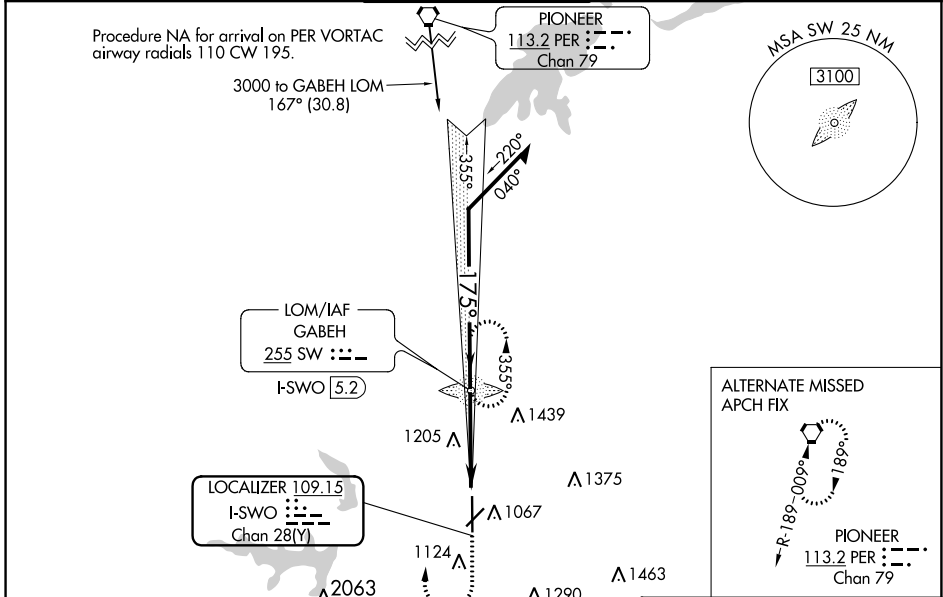 Procedure NA for arrival on PER VORTAC
airway radials 110 CW 195.
PIONEER
113.2 PER
Chan 79
3000 to GABEH LOM
167° (30.8)
MSA SW 25 NM
3100
355°
220°
040°
175°
LOM/IAF
GABEH
255 SW
I-SWO 5.2
355°
1439
1205
1375
LOCALIZER 109.15
I-SWO
Chan 28(Y)
1067
1124
1463
2063
1290
ALTERNATE MISSED
APCH FIX
R-189
009°
189°
PIONEER
113.2 PER
Chan 79